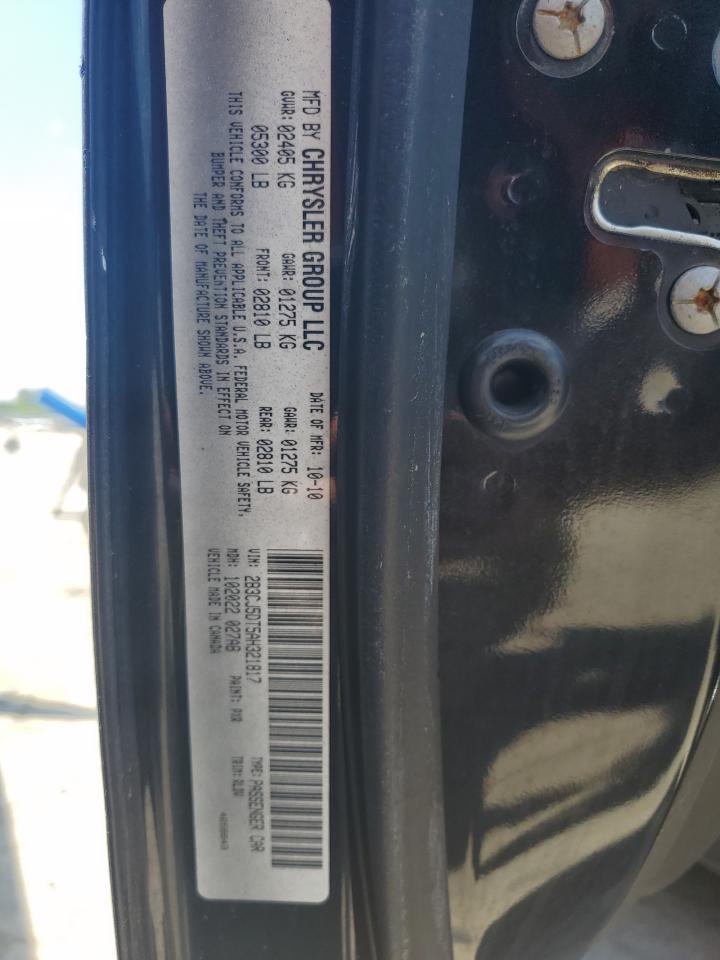 MFD BY CHRYSLER GROUP LLC DATE OF MFR: 10-10
GVWR: 02405 KG GAWR: 01275 KG GAWR: 01275 KG
05300 LB FRONT: 02810 LB REAR: 02810 LB
THIS VEHICLE CONFORMS TO ALL APPLICABLE U.S.A. FEDERAL MOTOR VEHICLE SAFETY,
BUMPER AND THEFT PREVENTION STANDARDS IN EFFECT ON
THE DATE OF MANUFACTURE SHOWN ABOVE.
VIN: 2B3CJ5DT5AH321817 TYPE: PASSENGER CAR
MDH: 102022 027AB PAINT: PXR TRIM:
VEHICLE MADE IN CANADA